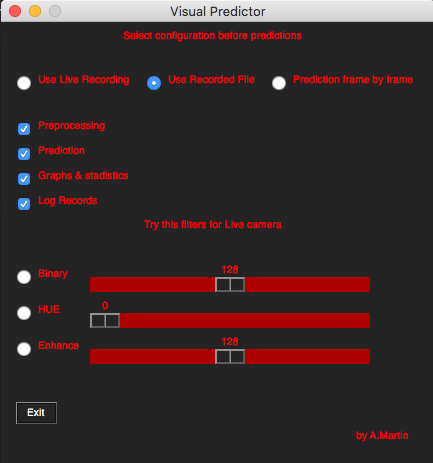 Visual Predictor
Select configuration before predictions
Use Live Recording Use Recorded File Prediction frame by frame
Preprocessing
Prediction
Graphs & stadistics
Log Records
Try this filters for Live camera
128
Binary
0
HUE
128
Enhance
Exit
by A.Martin